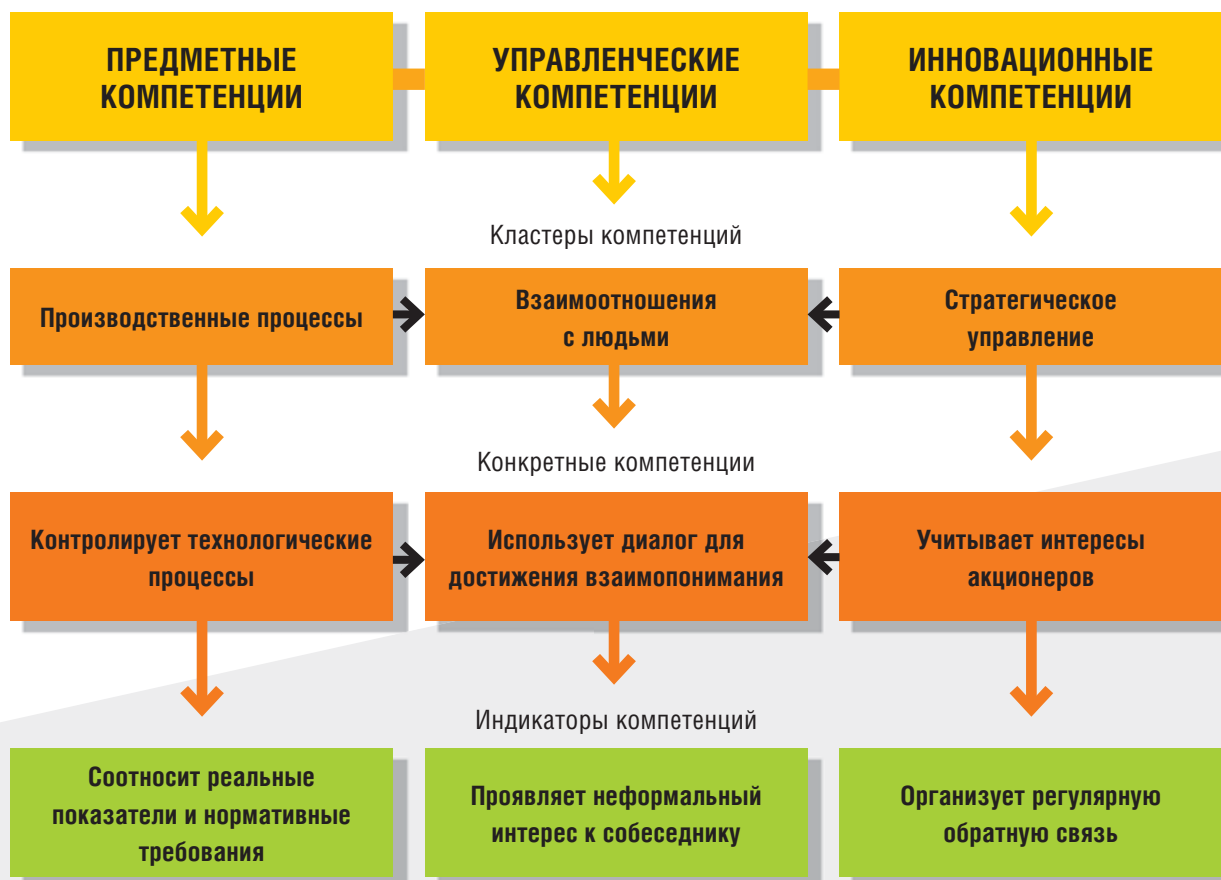 ПРЕДМЕТНЫЕ
КОМПЕТЕНЦИИ
УПРАВЛЕНЧЕСКИЕ
КОМПЕТЕНЦИИ
ИННОВАЦИОННЫЕ
КОМПЕТЕНЦИИ
Кластеры компетенций
Производственные процессы
Взаимоотношения
с людьми
Стратегическое
управление
Конкретные компетенции
Контролирует технологические
процессы
Использует диалог для
достижения взаимопонимания
Учитывает интересы
акционеров
Индикаторы компетенций
Соотносит реальные
показатели и нормативные
требования
Проявляет неформальный
интерес к собеседнику
Организует регулярную
обратную связь